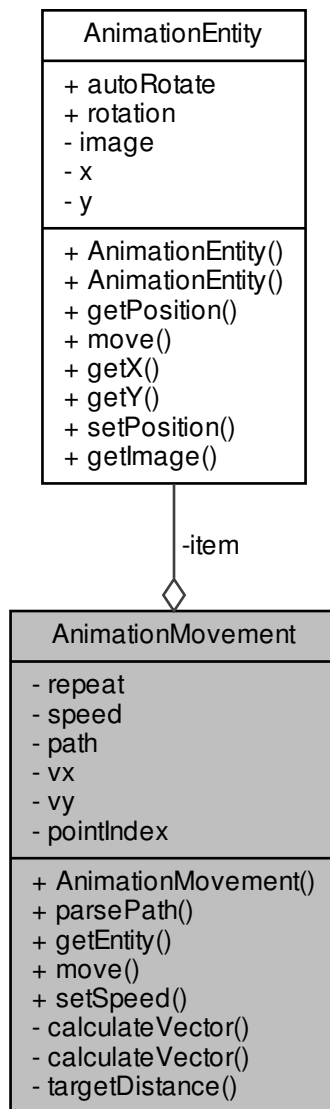 AnimationEntity
+ autoRotate
+ rotation
- image
- x
- y
+ AnimationEntity()
+ AnimationEntity()
+ getPosition()
+ move()
+ getX()
+ getY()
+ setPosition()
+ getImage()
-item
AnimationMovement
- repeat
- speed
- path
- vx
- vy
- pointIndex
+ AnimationMovement()
+ parsePath()
+ getEntity()
+ move()
+ setSpeed()
- calculateVector()
- calculateVector()
- targetDistance()